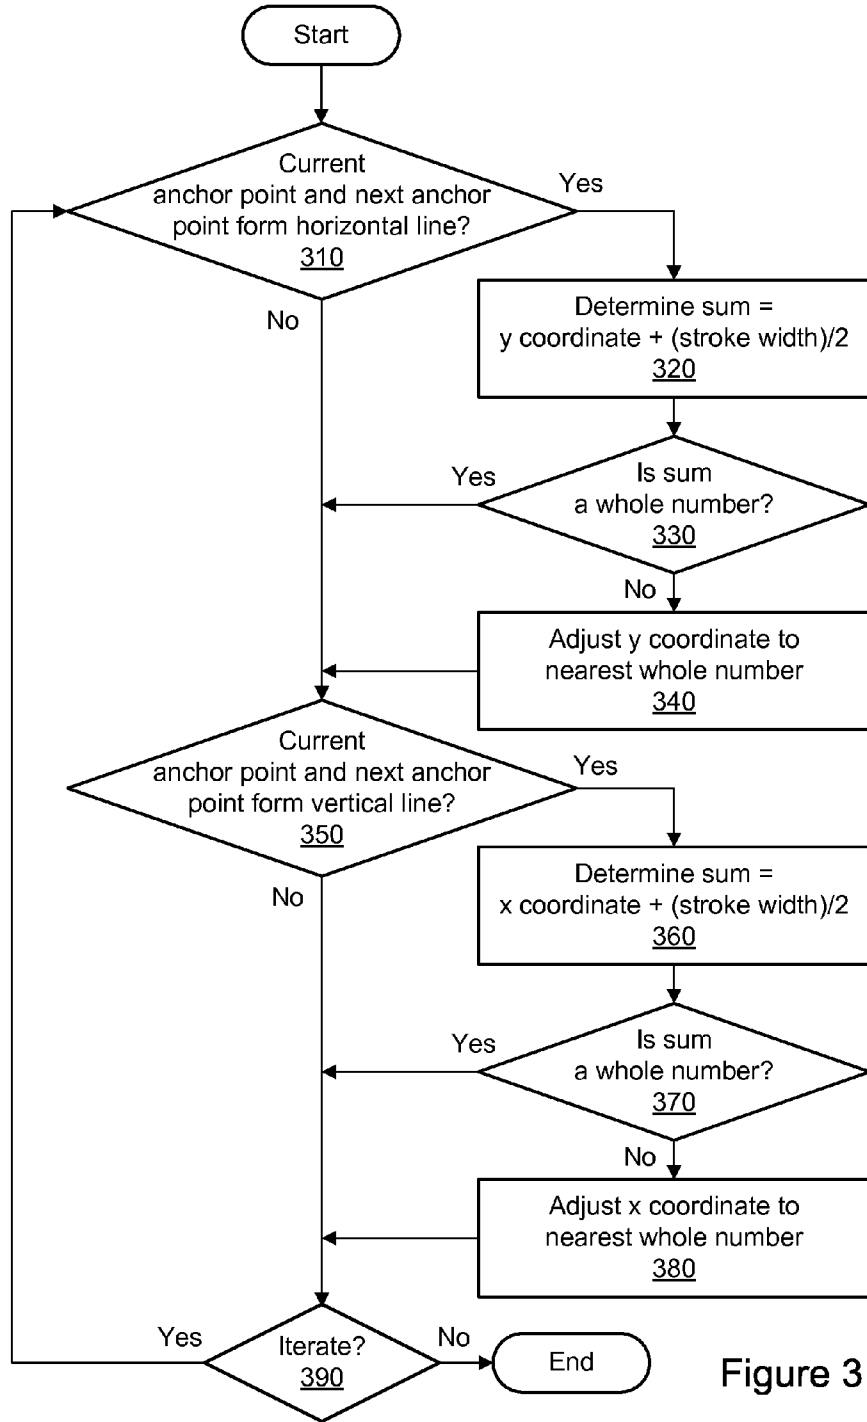 Start
Current
anchor point and next anchor
point form horizontal line?
310
Yes
No
Determine sum =
y coordinate + (stroke width)/2
320
Yes
Is sum
a whole number?
330
No
Adjust y coordinate to
nearest whole number
340
Current
anchor point and next anchor
point form vertical line?
350
Yes
No
Determine sum =
x coordinate + (stroke width)/2
360
Yes
Is sum
a whole number?
370
No
Adjust x coordinate to
nearest whole number
380
Yes
Iterate?
390
No
End
Figure 3